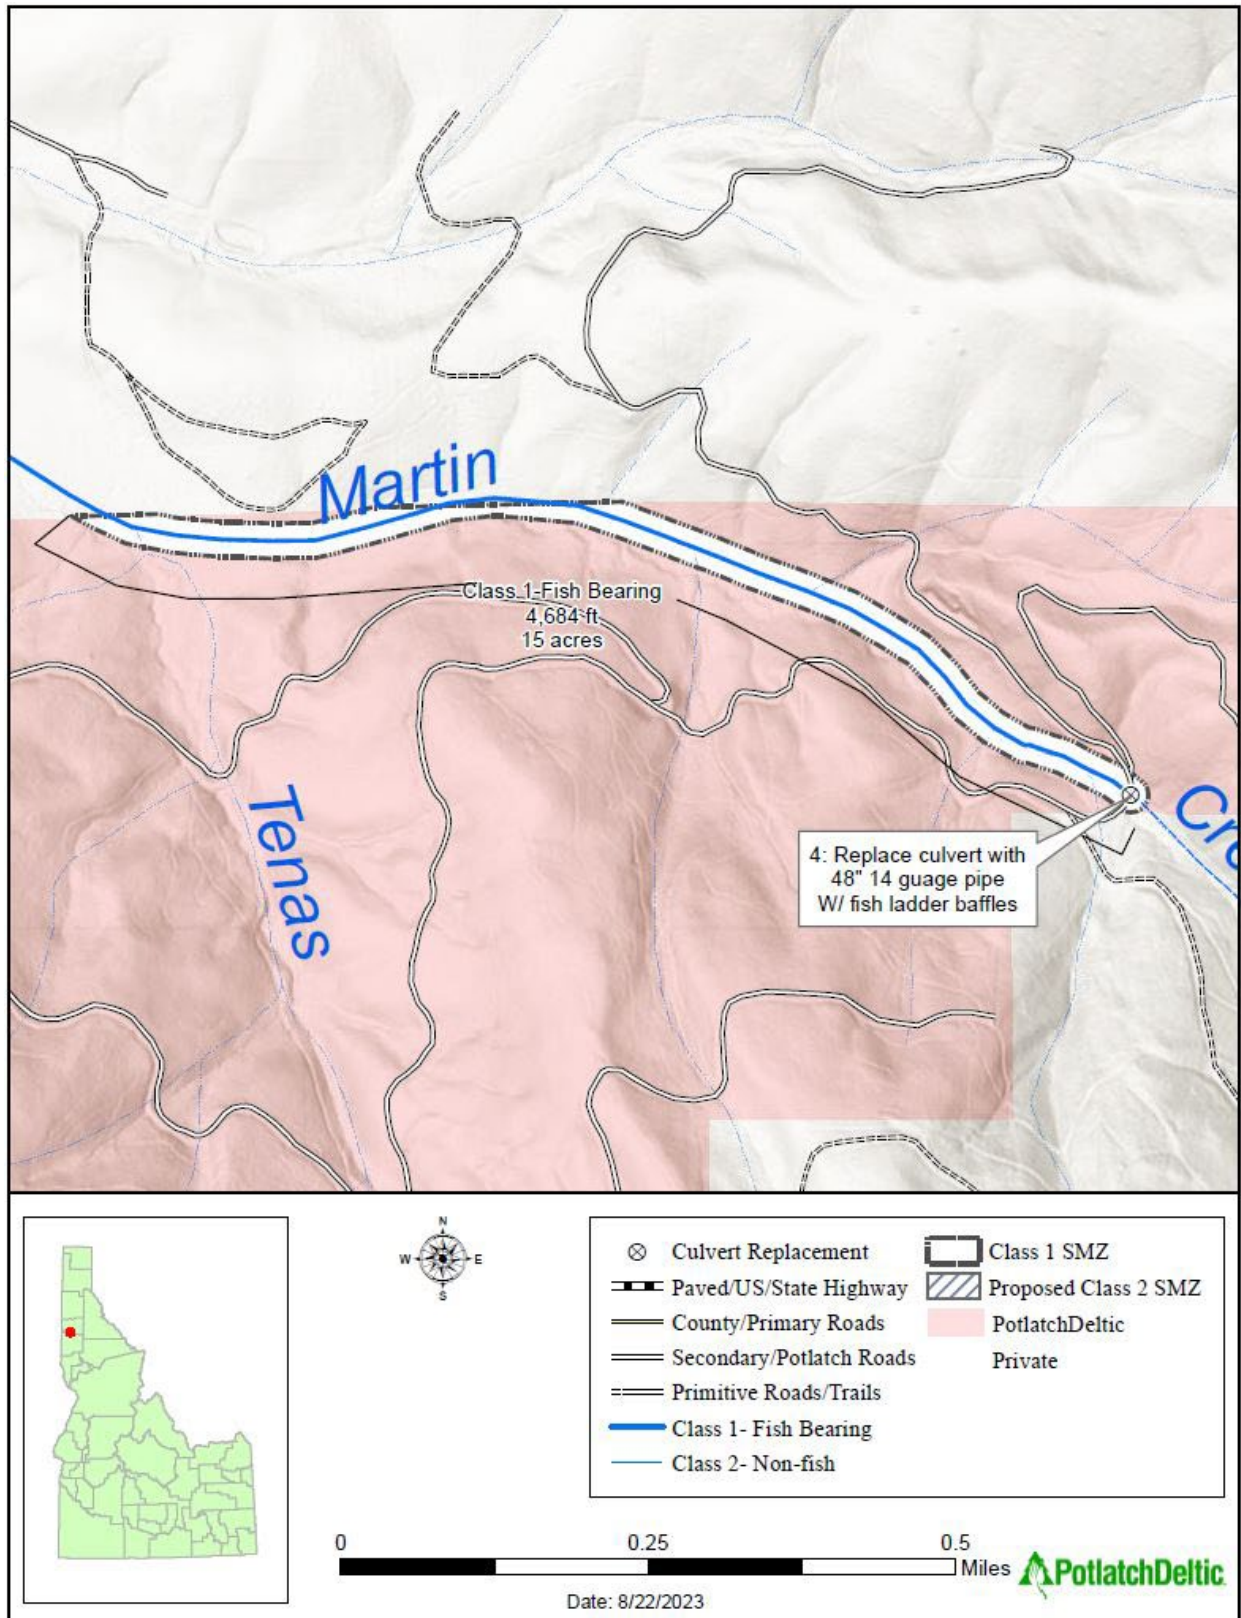 Martin
Class 1-Fish Bearing
4,684 ft
15 acres
Tenas
Cre
4: Replace culvert with
48" 14 guage pipe
W/ fish ladder baffles
N
W
E
S
Culvert Replacement
Paved/US/State Highway
County/Primary Roads
Secondary/Potlatch Roads
Primitive Roads/Trails
Class 1- Fish Bearing
Class 2- Non-fish
Class 1 SMZ
Proposed Class 2 SMZ
PotlatchDeltic
Private
0 0.25 0.5
Miles
PotlatchDeltic
Date: 8/22/2023